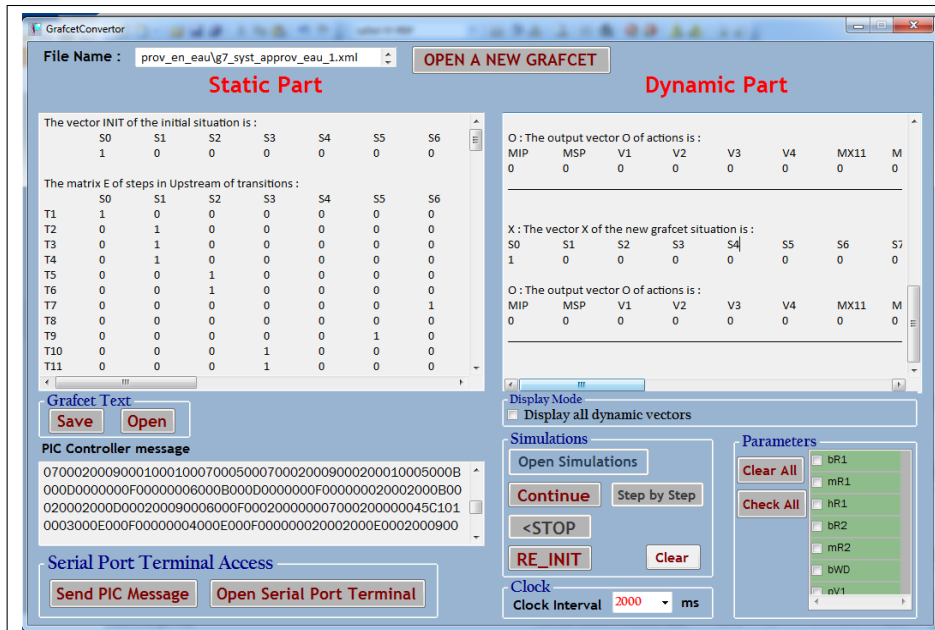 GrafcetConvertor
File Name : prov_en_eau\g7_syst_approv_eau_1.xml OPEN A NEW GRAFCET
Static Part
The vector INIT of the initial situation is :
S0 S1 S2 S3 S4 S5 S6
1 0 0 0 0 0 0
The matrix E of steps in Upstream of transitions :
S0 S1 S2 S3 S4 S5 S6
T1 1 0 0 0 0 0 0
T2 0 1 0 0 0 0 0
T3 0 1 0 0 0 0 0
T4 0 1 0 0 0 0 0
T5 0 0 1 0 0 0 0
T6 0 0 1 0 0 0 0
T7 0 0 0 0 0 0 1
T8 0 0 0 0 0 0 0
T9 0 0 0 0 0 1 0
T10 0 0 0 1 0 0 0
T11 0 0 0 1 0 0 0
Grafcet Text
Save Open
PIC Controller message
07000200090001000100070005000700020009000200010005000B
000D0000000F00000006000B000D0000000F000000020002000B00
020002000D000200090006000F000200000007000200000045C101
0003000E000F00000004000E000F000000020002000E0002000900
Serial Port Terminal Access
Send PIC Message Open Serial Port Terminal
Dynamic Part
O : The output vector O of actions is :
MIP MSP V1 V2 V3 V4 MX11 M
0 0 0 0 0 0 0 0
X : The vector X of the new grafcet situation is :
S0 S1 S2 S3 S4 S5 S6 S7
1 0 0 0 0 0 0 0
O : The output vector O of actions is :
MIP MSP V1 V2 V3 V4 MX11 M
0 0 0 0 0 0 0 0
Display Mode
Display all dynamic vectors
Simulations
Open Simulations
Continue Step by Step
<STOP
RE_INIT Clear
Clock
Clock Interval 2000 ms
Parameters
Clear All
Check All
bR1
mR1
hR1
bR2
mR2
bWD
pV1